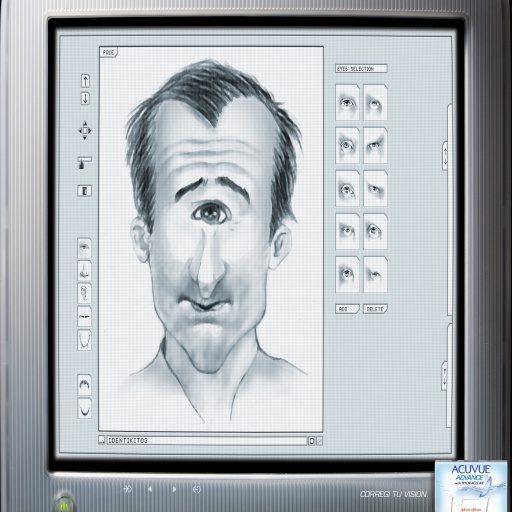 FACE
EYES: SELECTION
ADD
DELETE
IDENTIKIT03
CORREGI TU VISION.
ACUVUE
ADVANCE